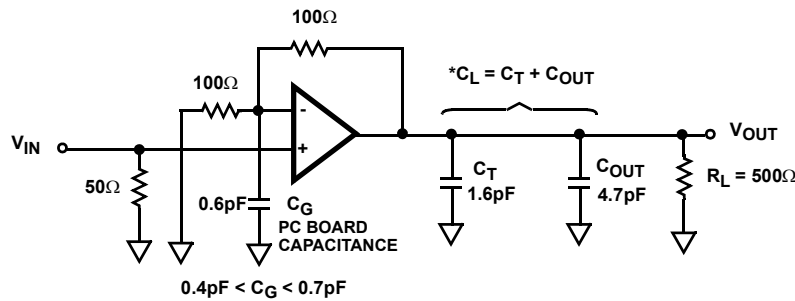 100Ω
100Ω
*CL = CT + COUT
VIN
-
+
VOUT
50Ω
0.6pF
CG
PC BOARD
CAPACITANCE
CT
1.6pF
COUT
4.7pF
RL = 500Ω
0.4pF < CG < 0.7pF